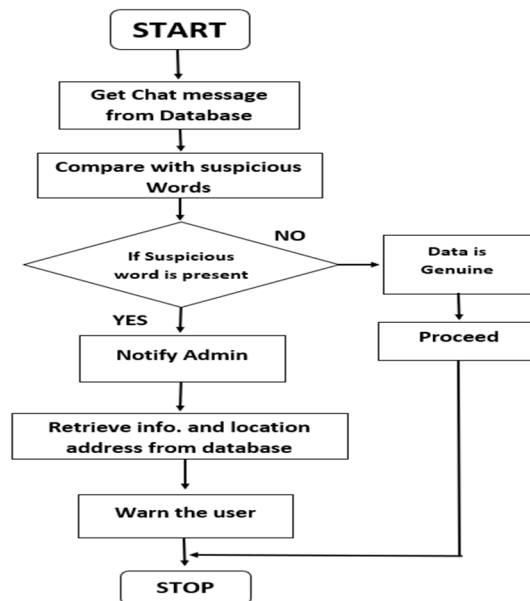 START
Get Chat message
from Database
Compare with suspicious
Words
If Suspicious
word is present
NO
Data is
Genuine
YES
Proceed
Notify Admin
Retrieve info. and location
address from database
Warn the user
STOP